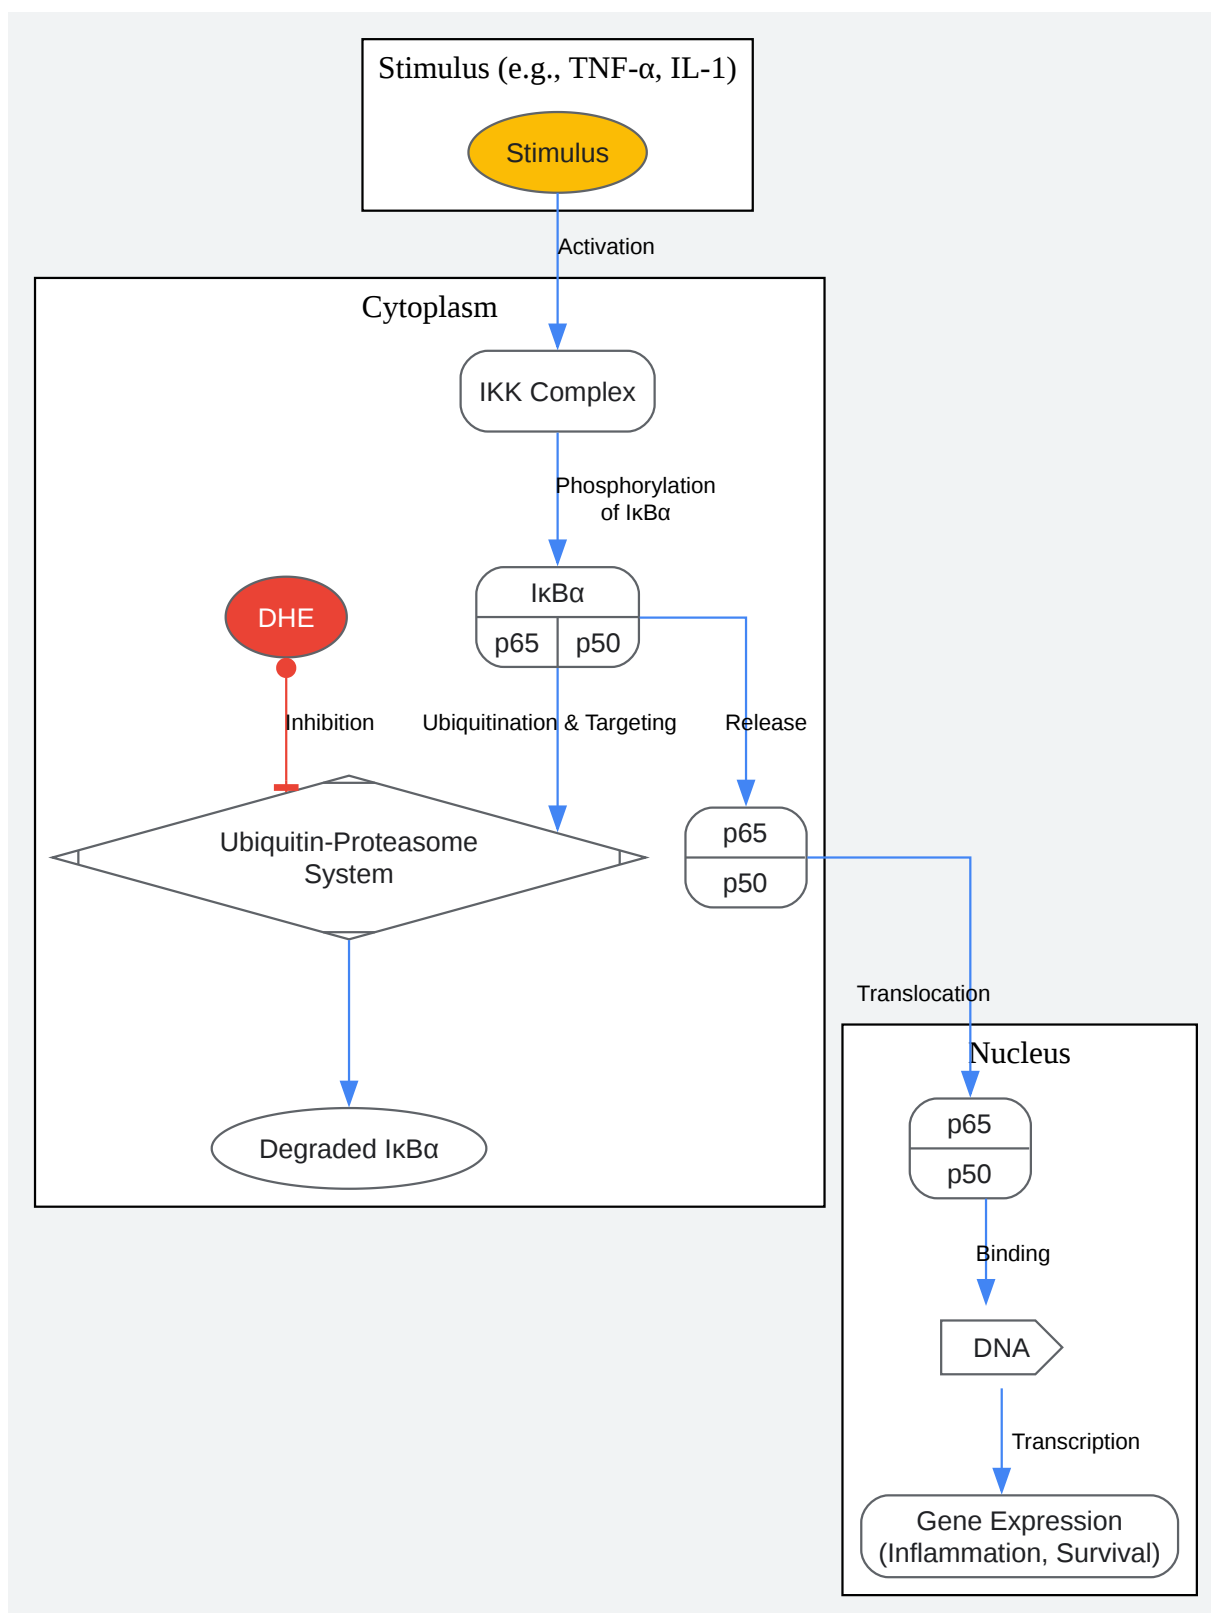 Stimulus (e.g., TNF-α, IL-1)
Stimulus
Activation
Cytoplasm
IKK Complex
Phosphorylation
of IκBα
IκBα
p65
p50
DHE
Inhibition
Ubiquitination & Targeting
Release
Ubiquitin-Proteasome
System
p65
p50
Degraded IκBα
Translocation
Nucleus
p65
p50
Binding
DNA
Transcription
Gene Expression
(Inflammation, Survival)